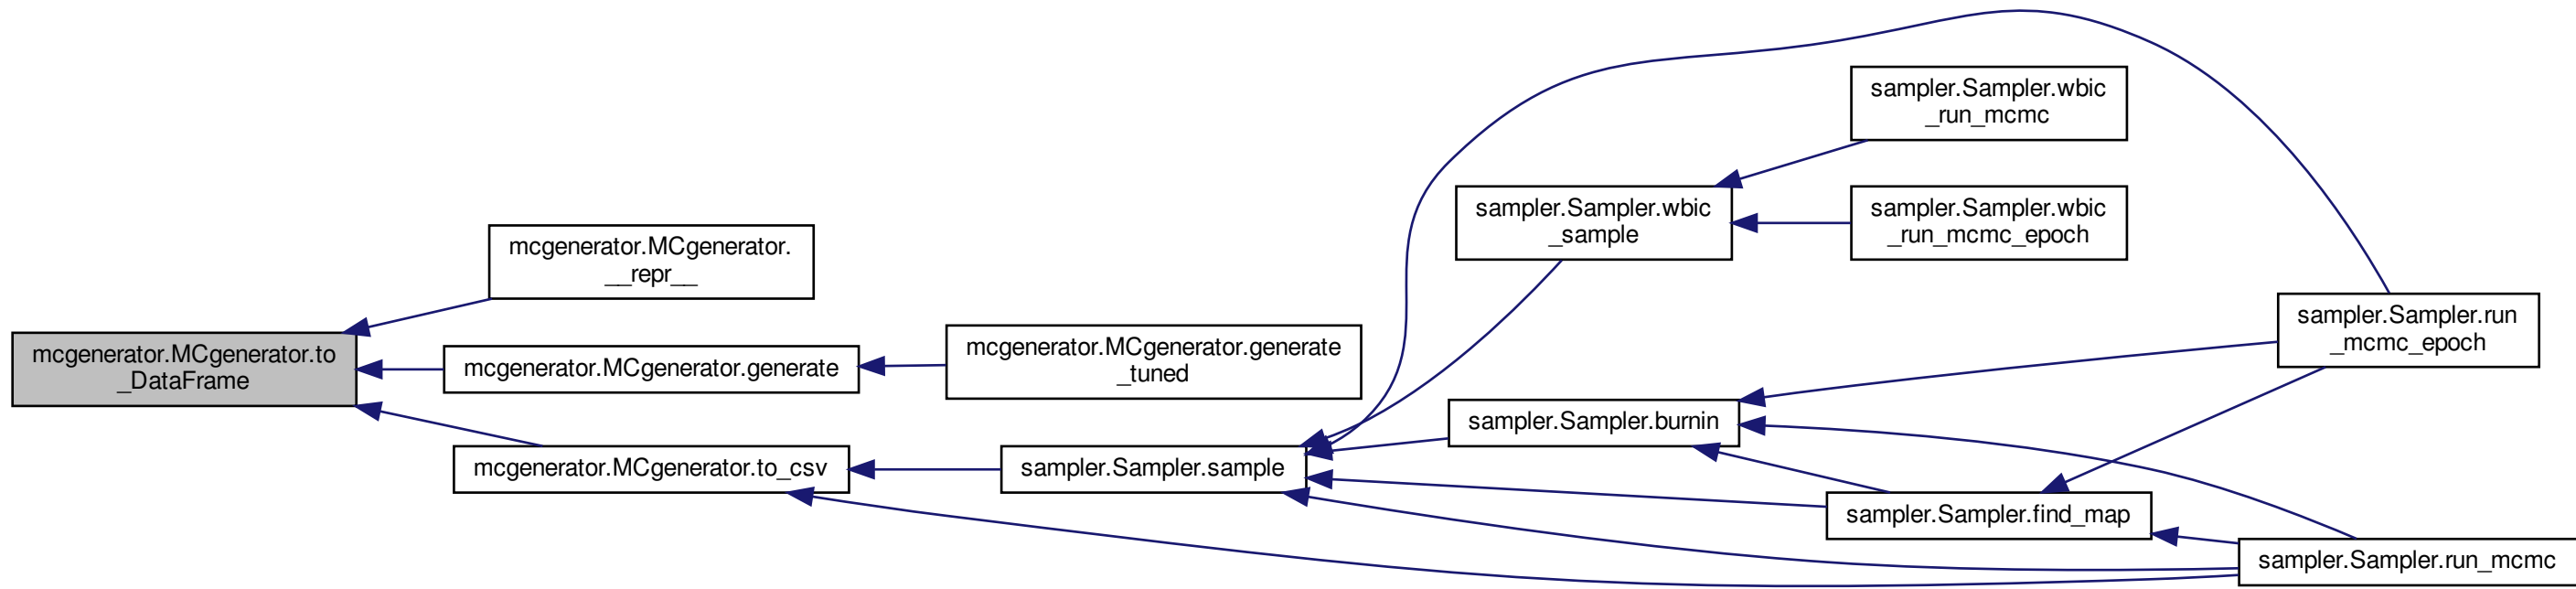 mcgenerator.MCgenerator.to
_DataFrame
mcgenerator.MCgenerator.
__repr__
mcgenerator.MCgenerator.generate
mcgenerator.MCgenerator.generate
_tuned
mcgenerator.MCgenerator.to_csv
sampler.Sampler.sample
sampler.Sampler.wbic
_sample
sampler.Sampler.wbic
_run_mcmc
sampler.Sampler.wbic
_run_mcmc_epoch
sampler.Sampler.burnin
sampler.Sampler.find_map
sampler.Sampler.run
_mcmc_epoch
sampler.Sampler.run_mcmc